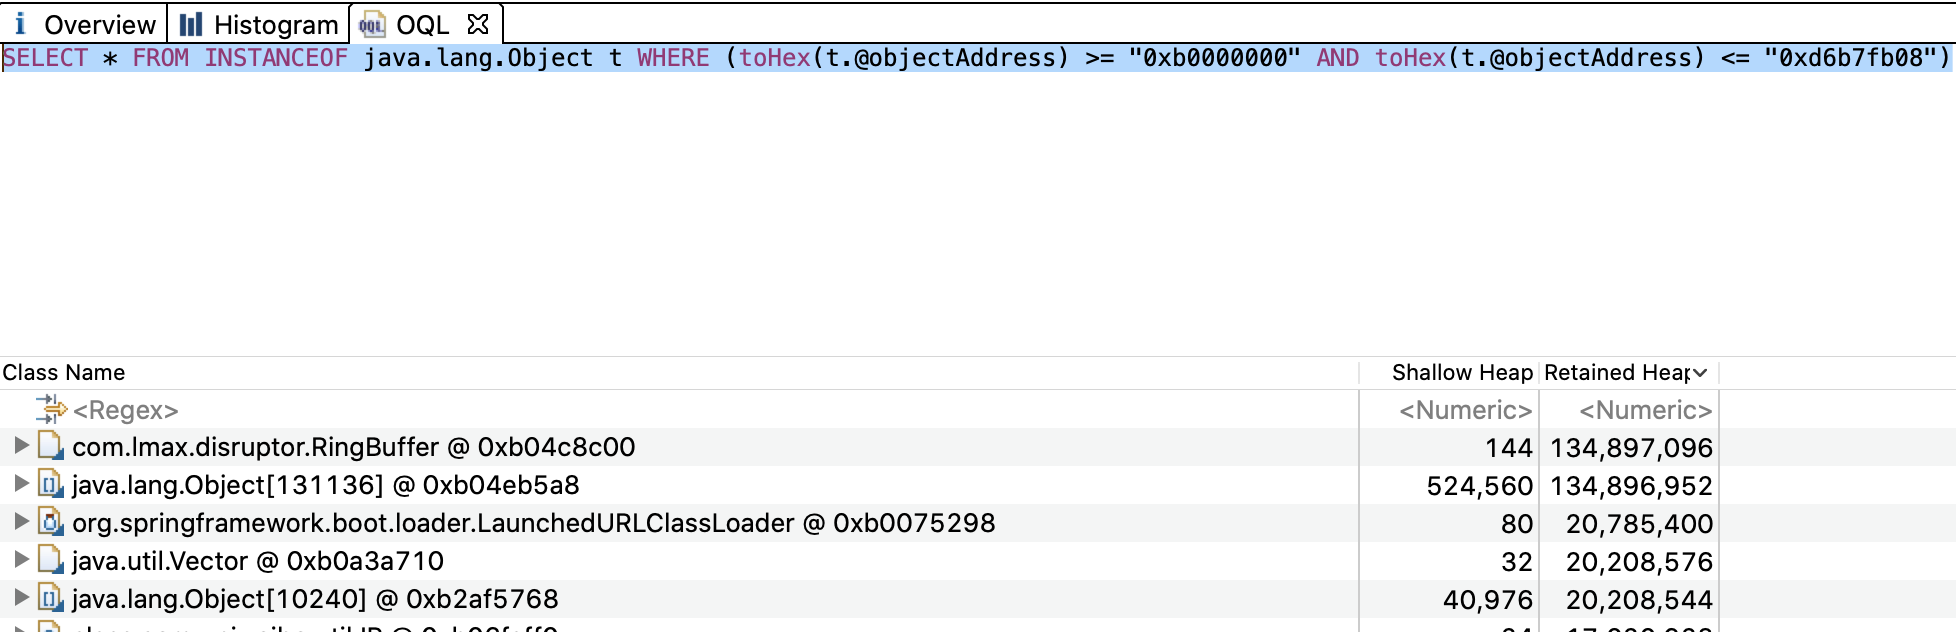 Overview Histogram OQL
SELECT * FROM INSTANCEOF java.lang.Object t WHERE (toHex(t.@objectAddress) >= "0xb0000000" AND toHex(t.@objectAddress) <= "0xd6b7fb08")
Class Name Shallow Heap Retained Heap
<Regex> <Numeric> <Numeric>
com.lmax.disruptor.RingBuffer @ 0xb04c8c00 144 134,897,096
java.lang.Object[131136] @ 0xb04eb5a8 524,560 134,896,952
org.springframework.boot.loader.LaunchedURLClassLoader @ 0xb0075298 80 20,785,400
java.util.Vector @ 0xb0a3a710 32 20,208,576
java.lang.Object[10240] @ 0xb2af5768 40,976 20,208,544